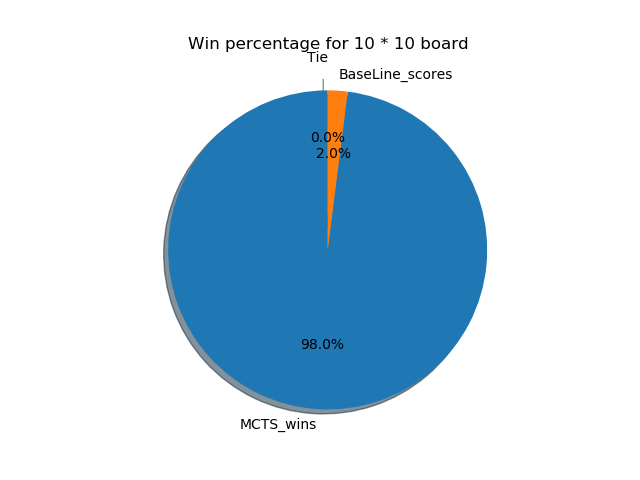 Win percentage for 10 * 10 board
Tie
BaseLine_scores
0.0%
2.0%
98.0%
MCTS_wins